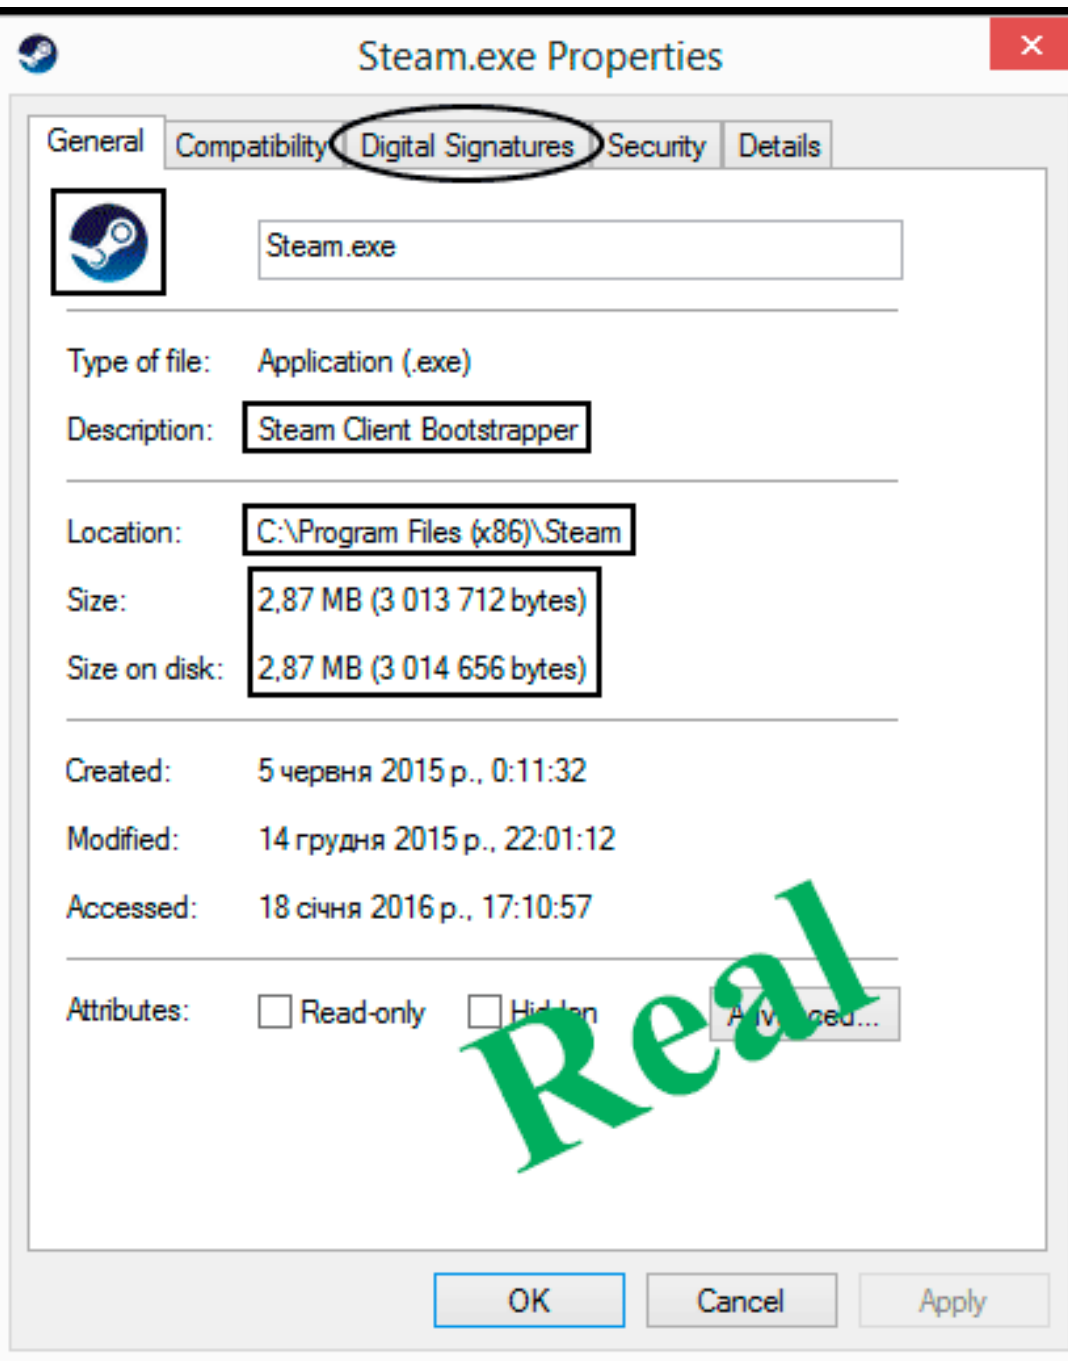 Steam.exe Properties
General Compatibility Digital Signatures Security Details
Steam.exe
Type of file: Application (.exe)
Description: Steam Client Bootstrapper
Location: C:\Program Files (x86)\Steam
Size: 2,87 MB (3 013 712 bytes)
Size on disk: 2,87 MB (3 014 656 bytes)
Created: 5 червня 2015 р., 0:11:32
Modified: 14 грудня 2015 р., 22:01:12
Accessed: 18 січня 2016 р., 17:10:57
Attributes: Read-only Hidden Advanced...
Real
OK Cancel Apply